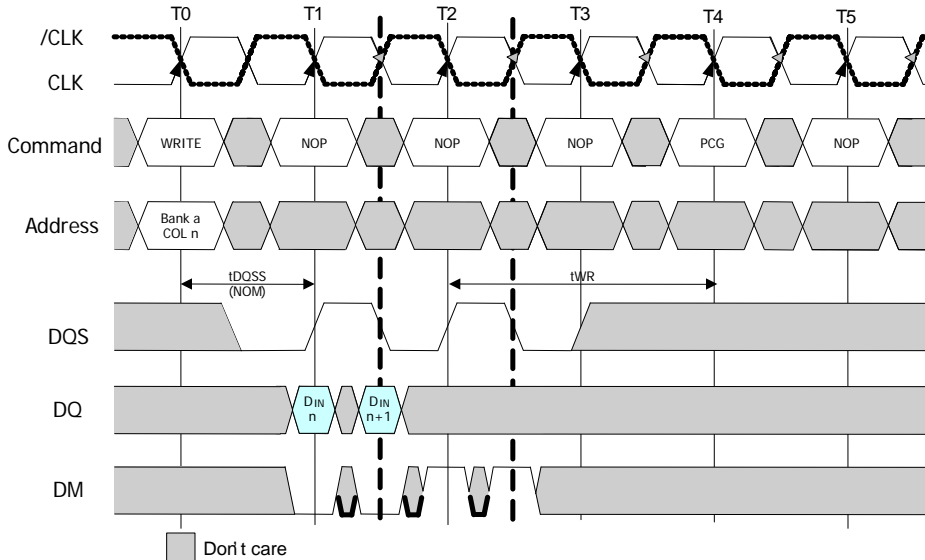 T0 T1 T2 T3 T4 T5
/CLK
CLK
Command WRITE NOP NOP NOP PCG NOP
Address Bank a
COL n
tDQSS
(NOM)
tWR
DQS
DQ DIN
n
DIN
n+1
DM
Don't care